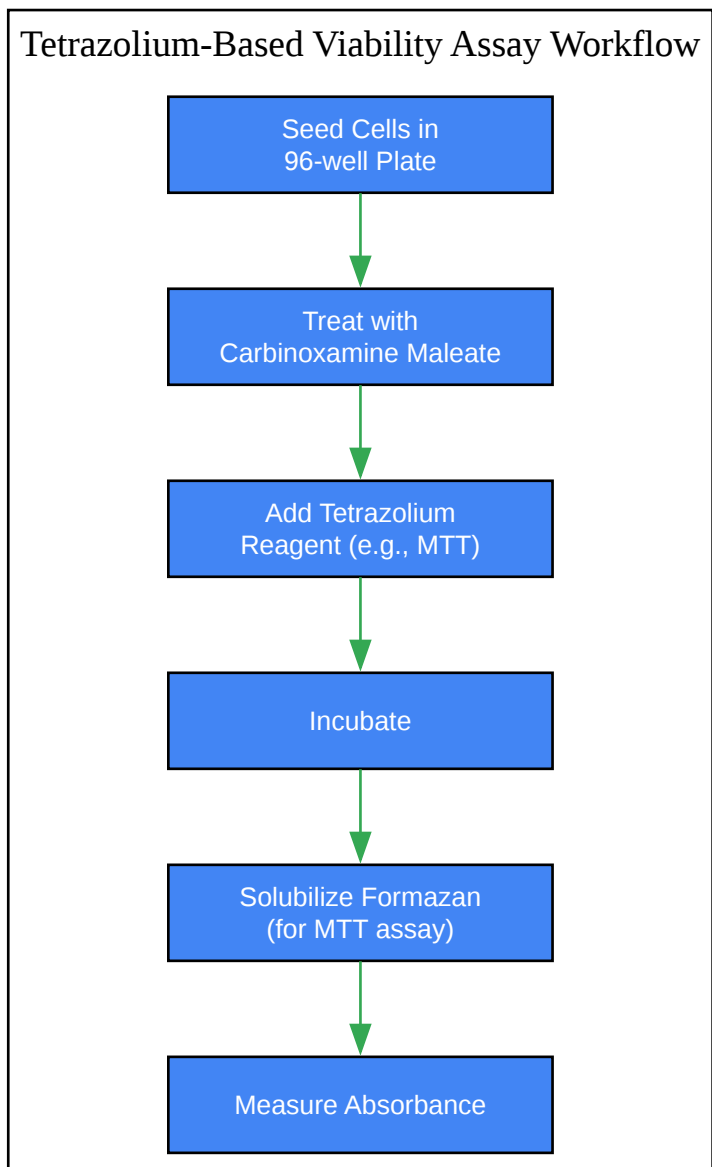 Tetrazolium-Based Viability Assay Workflow
Seed Cells in
96-well Plate
Treat with
Carbinoxamine Maleate
Add Tetrazolium
Reagent (e.g., MTT)
Incubate
Solubilize Formazan
(for MTT assay)
Measure Absorbance